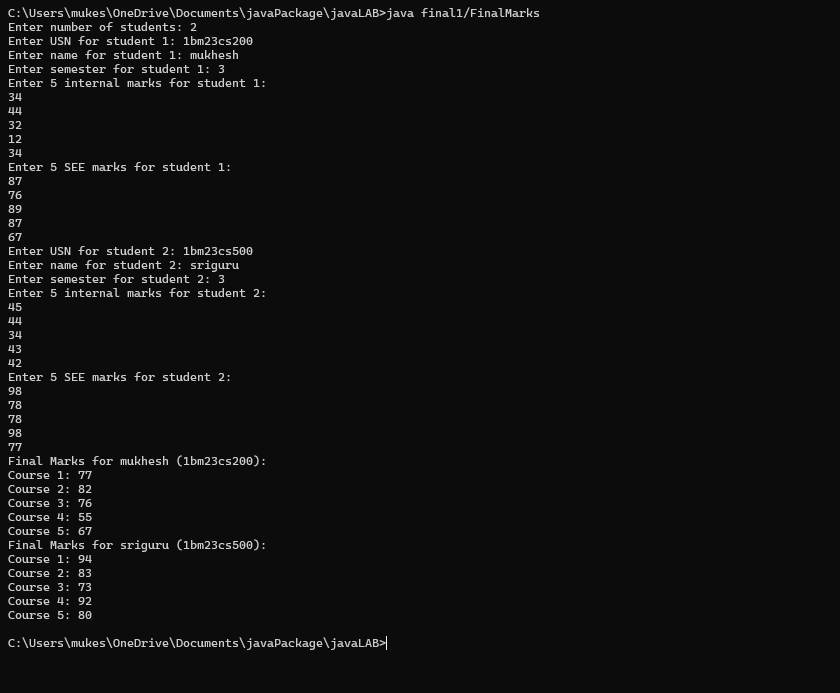 C:\Users\mukes\OneDrive\Documents\javaPackage\javaLAB>java final1/FinalMarks
Enter number of students: 2
Enter USN for student 1: 1bm23cs200
Enter name for student 1: mukhesh
Enter semester for student 1: 3
Enter 5 internal marks for student 1:
34
44
32
12
34
Enter 5 SEE marks for student 1:
87
76
89
87
67
Enter USN for student 2: 1bm23cs500
Enter name for student 2: sriguru
Enter semester for student 2: 3
Enter 5 internal marks for student 2:
45
44
34
43
42
Enter 5 SEE marks for student 2:
98
78
78
98
77
Final Marks for mukhesh (1bm23cs200):
Course 1: 77
Course 2: 82
Course 3: 76
Course 4: 55
Course 5: 67
Final Marks for sriguru (1bm23cs500):
Course 1: 94
Course 2: 83
Course 3: 73
Course 4: 92
Course 5: 80
C:\Users\mukes\OneDrive\Documents\javaPackage\javaLAB>